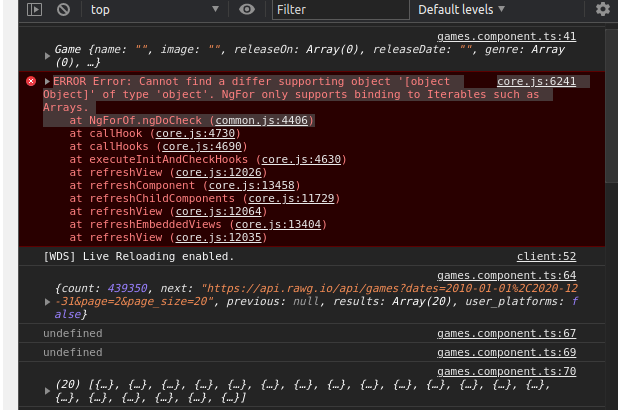 top Filter Default levels
games.component.ts:41
Game {name: "", image: "", releaseOn: Array(0), releaseDate: "", genre: Array
(0), …}
ERROR Error: Cannot find a differ supporting object '[object core.js:6241
Object]' of type 'object'. NgFor only supports binding to Iterables such as
Arrays.
at NgForOf.ngDoCheck (common.js:4406)
at callHook (core.js:4730)
at callHooks (core.js:4690)
at executeInitAndCheckHooks (core.js:4630)
at refreshView (core.js:12026)
at refreshComponent (core.js:13458)
at refreshChildComponents (core.js:11729)
at refreshView (core.js:12064)
at refreshEmbeddedViews (core.js:13404)
at refreshView (core.js:12035)
[WDS] Live Reloading enabled. client:52
games.component.ts:64
{count: 439350, next: "https://api.rawg.io/api/games?dates=2010-01-01%2C2020-12
-31&page=2&page_size=20", previous: null, results: Array(20), user_platforms: f
alse}
undefined games.component.ts:67
undefined games.component.ts:69
games.component.ts:70
(20) [{…}, {…}, {…}, {…}, {…}, {…}, {…}, {…}, {…}, {…}, {…}, {…}, {…}, {…},
{…}, {…}, {…}, {…}, {…}, {…}]